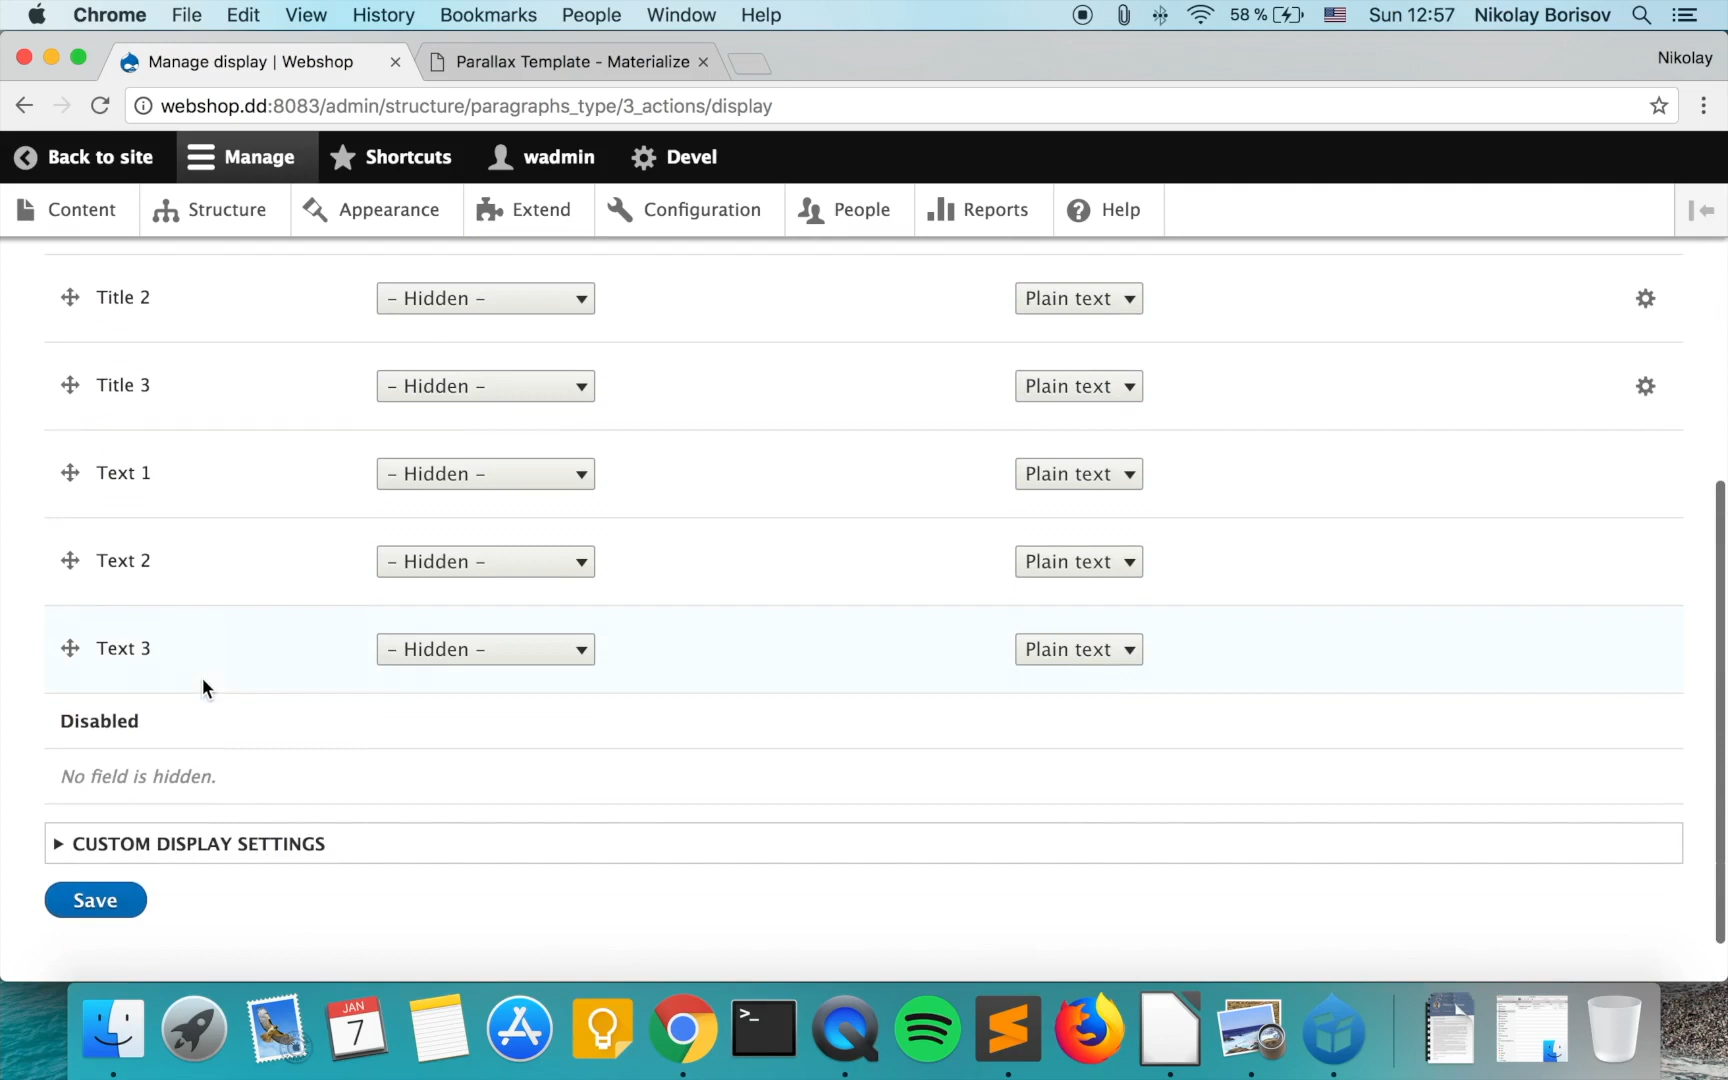 Chrome File Edit View History Bookmarks People Window Help 58 % Sun 12:57 Nikolay Borisov
Manage display | Webshop Parallax Template - Materialize Nikolay
webshop.dd:8083/admin/structure/paragraphs_type/3_actions/display
Back to site Manage Shortcuts wadmin Devel
Content Structure Appearance Extend Configuration People Reports Help
Title 2 - Hidden - Plain text
Title 3 - Hidden - Plain text
Text 1 - Hidden - Plain text
Text 2 - Hidden - Plain text
Text 3 - Hidden - Plain text
Disabled
No field is hidden.
CUSTOM DISPLAY SETTINGS
Save
JAN
7